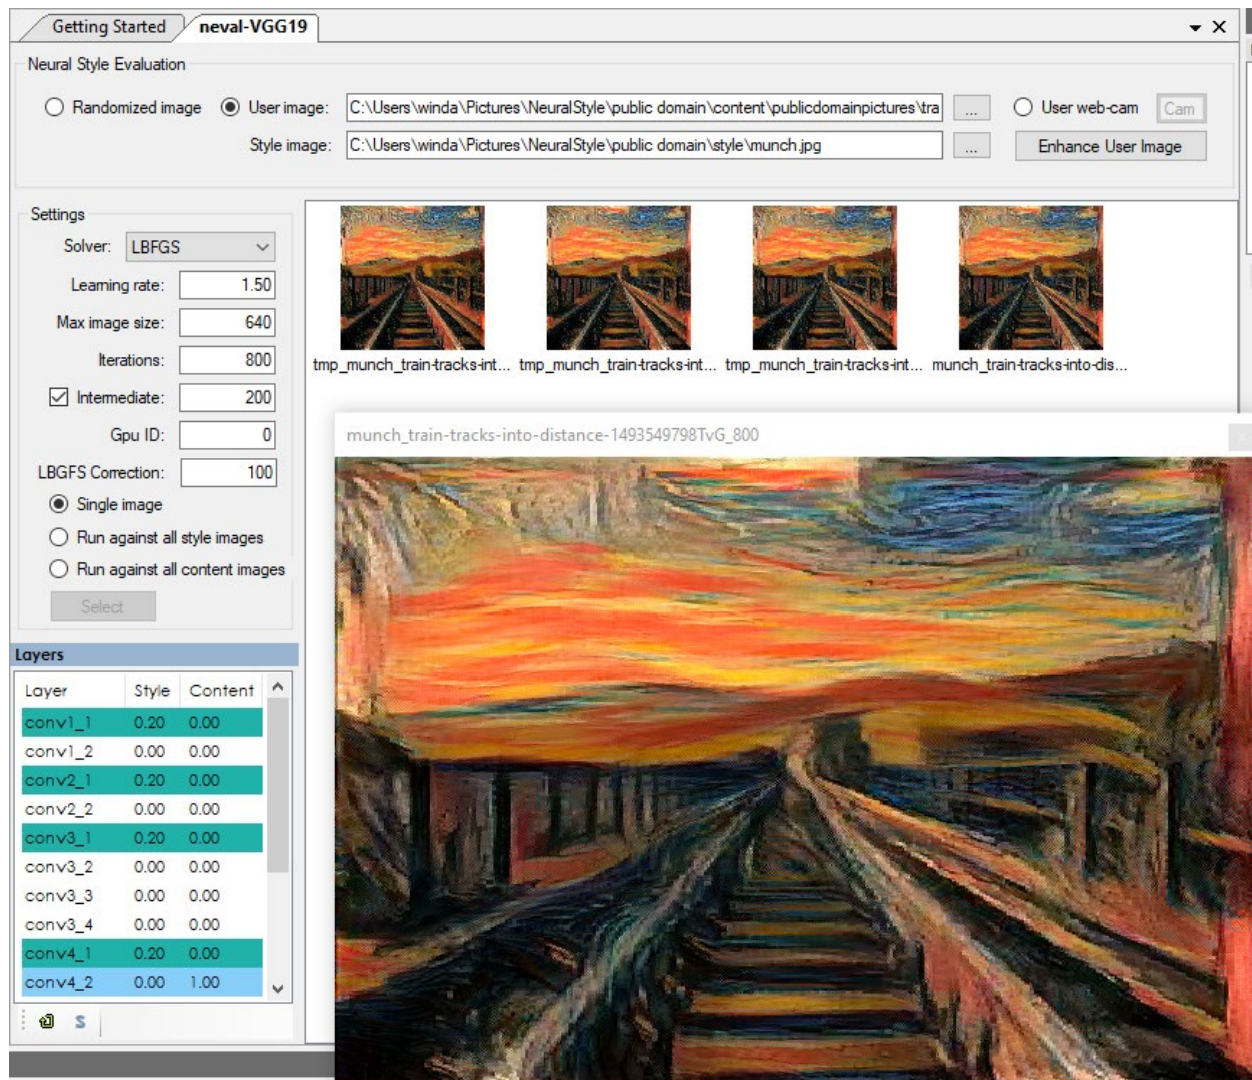 Getting Started neval-VGG19
Neural Style Evaluation
Randomized image User image: C:\Users\winda\Pictures\NeuralStyle\public domain\content\publicdomainpictures\tra ... User web-cam Cam
Style image: C:\Users\winda\Pictures\NeuralStyle\public domain\style\munch.jpg ... Enhance User Image
Settings
Solver: LBFGS
Learning rate: 1.50
Max image size: 640
Iterations: 800
Intermediate: 200
Gpu ID: 0
LBGFS Correction: 100
Single image
Run against all style images
Run against all content images
Select
tmp_munch_train-tracks-int... tmp_munch_train-tracks-int... tmp_munch_train-tracks-int... munch_train-tracks-into-dis...
munch_train-tracks-into-distance-1493549798TvG_800
Layers
Layer Style Content
conv1_1 0.20 0.00
conv1_2 0.00 0.00
conv2_1 0.20 0.00
conv2_2 0.00 0.00
conv3_1 0.20 0.00
conv3_2 0.00 0.00
conv3_3 0.00 0.00
conv3_4 0.00 0.00
conv4_1 0.20 0.00
conv4_2 0.00 1.00
S